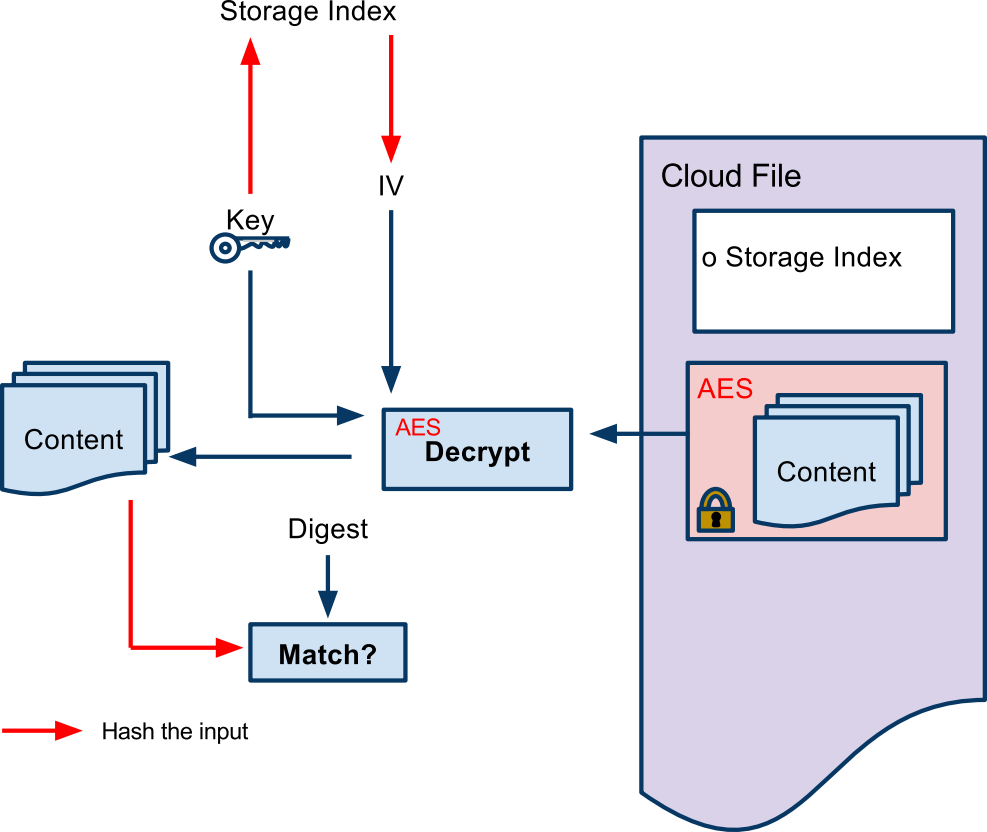 Storage Index
IV
Key
Cloud File
o Storage Index
AES
Content
AES
Decrypt
Content
Digest
Match?
Hash the input